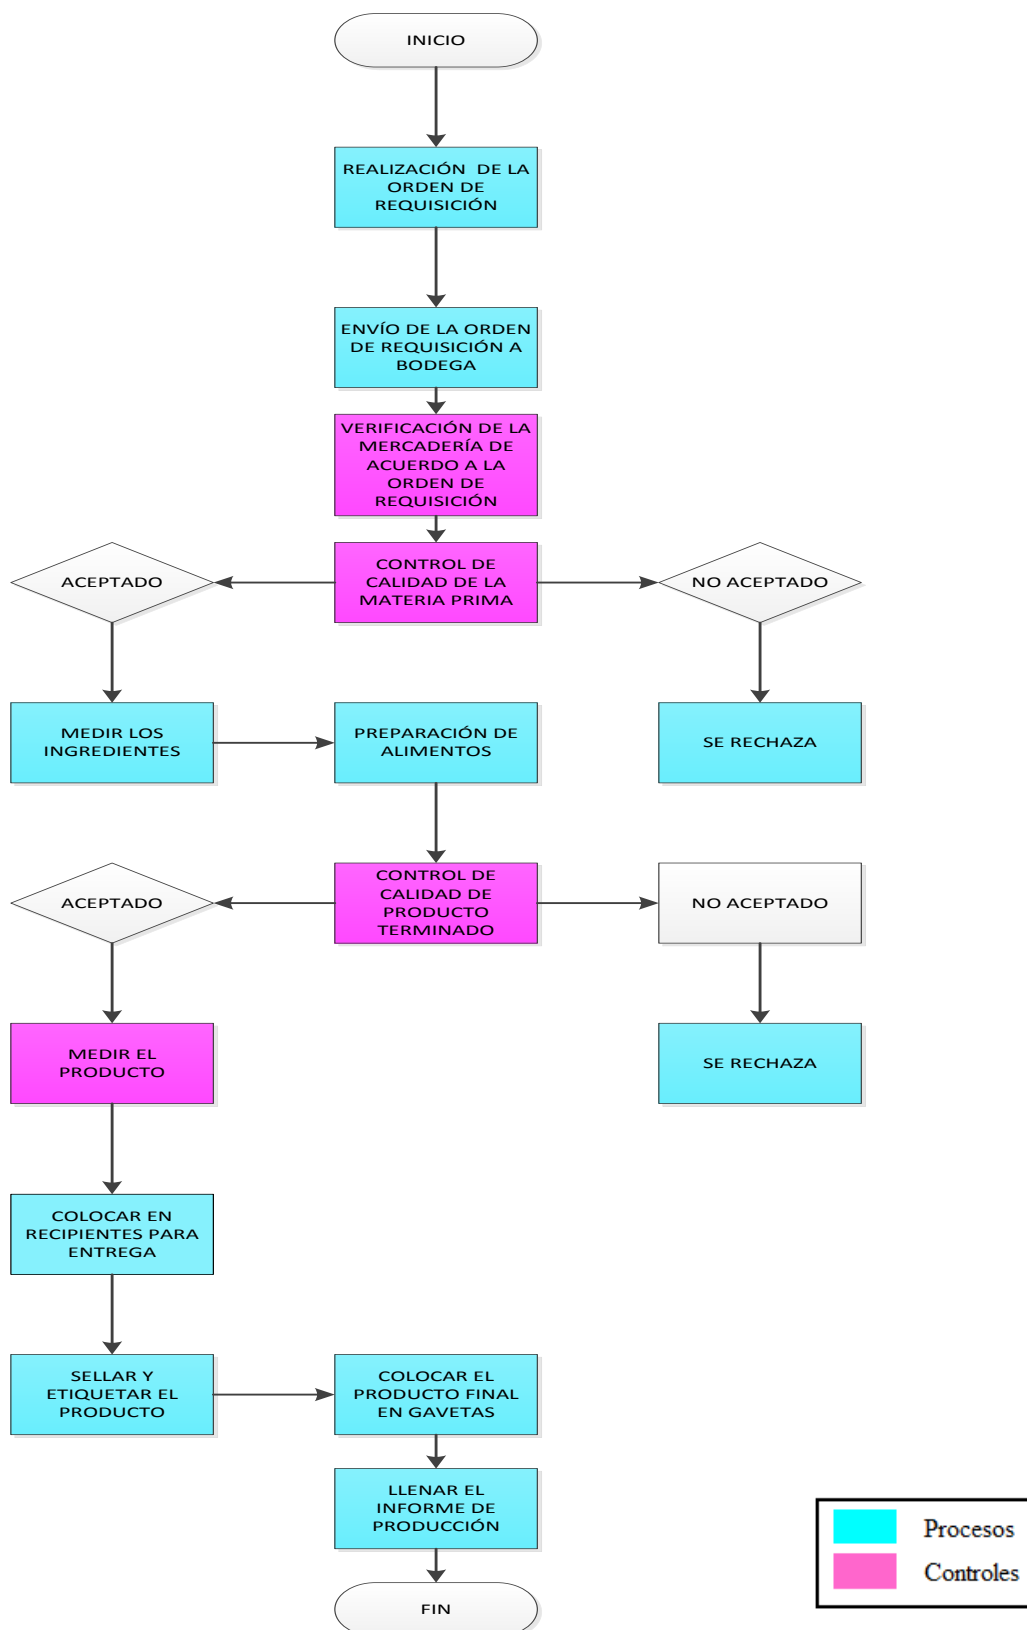 INICIO
REALIZACIÓN DE LA
ORDEN DE
REQUISICIÓN
ENVÍO DE LA ORDEN
DE REQUISICIÓN A
BODEGA
VERIFICACIÓN DE LA
MERCADERÍA DE
ACUERDO A LA
ORDEN DE
REQUISICIÓN
ACEPTADO
CONTROL DE
CALIDAD DE LA
MATERIA PRIMA
NO ACEPTADO
MEDIR LOS
INGREDIENTES
PREPARACIÓN DE
ALIMENTOS
SE RECHAZA
ACEPTADO
CONTROL DE
CALIDAD DE
PRODUCTO
TERMINADO
NO ACEPTADO
MEDIR EL
PRODUCTO
SE RECHAZA
COLOCAR EN
RECIPIENTES PARA
ENTREGA
SELLAR Y
ETIQUETAR EL
PRODUCTO
COLOCAR EL
PRODUCTO FINAL
EN GAVETAS
LLENAR EL
INFORME DE
PRODUCCIÓN
FIN
Procesos
Controles